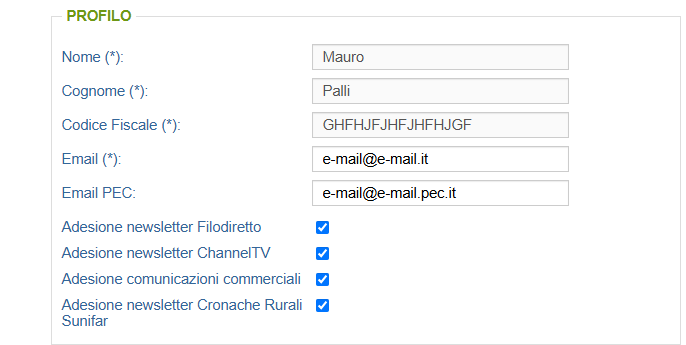 PROFILO
Nome (*): Mauro
Cognome (*): Palli
Codice Fiscale (*): GHFHJFJHFJHFHJGF
Email (*): e-mail@e-mail.it
Email PEC: e-mail@e-mail.pec.it
Adesione newsletter Filodiretto
Adesione newsletter ChannelTV
Adesione comunicazioni commerciali
Adesione newsletter Cronache Rurali
Sunifar